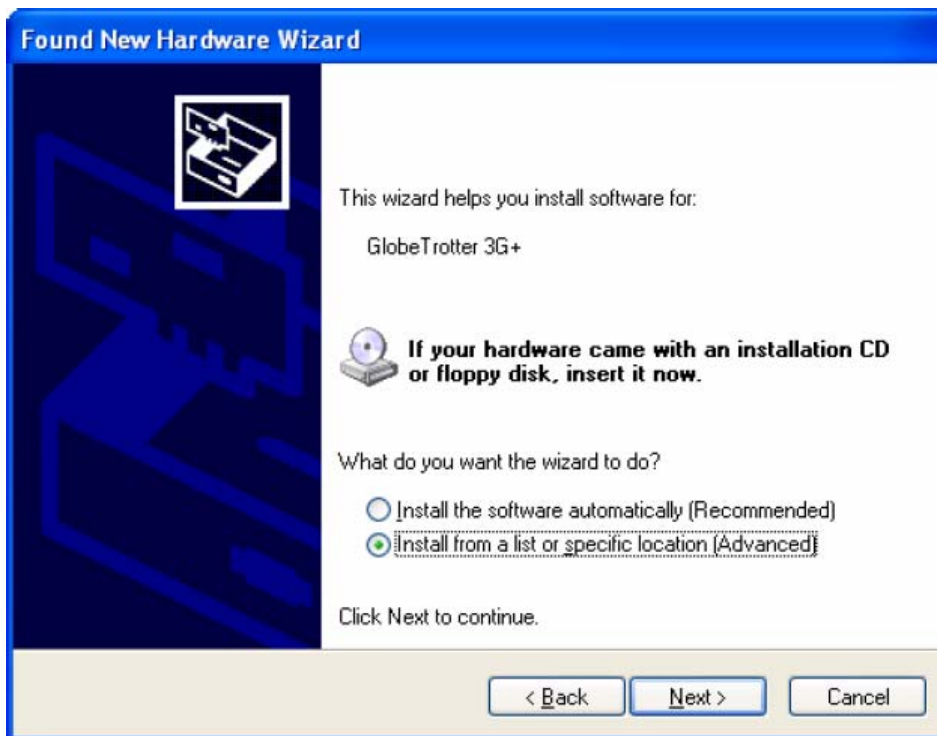 Found New Hardware Wizard
This wizard helps you install software for:
GlobeTrotter 3G+
If your hardware came with an installation CD
or floppy disk, insert it now.
What do you want the wizard to do?
Install the software automatically (Recommended)
Install from a list or specific location (Advanced)
Click Next to continue.
< Back Next > Cancel